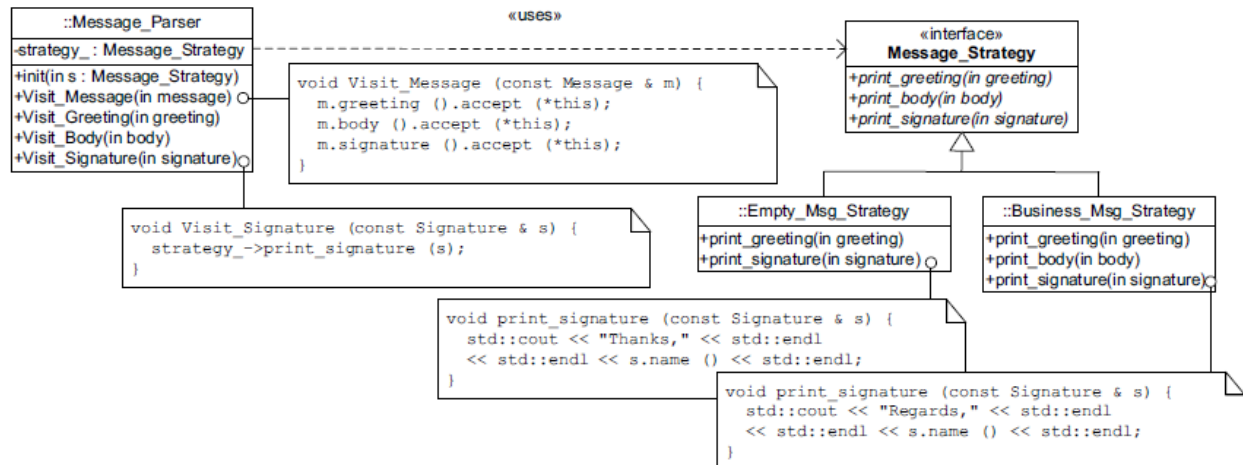 ::Message_Parser
-strategy_ : Message_Strategy
+init(in s : Message_Strategy)
+Visit_Message(in message)
+Visit_Greeting(in greeting)
+Visit_Body(in body)
+Visit_Signature(in signature)
«uses»
«interface»
Message_Strategy
+print_greeting(in greeting)
+print_body(in body)
+print_signature(in signature)
void Visit_Message (const Message & m) {
m.greeting ().accept (*this);
m.body ().accept (*this);
m.signature ().accept (*this);
}
void Visit_Signature (const Signature & s) {
strategy_->print_signature (s);
}
::Empty_Msg_Strategy
+print_greeting(in greeting)
+print_signature(in signature)
::Business_Msg_Strategy
+print_greeting(in greeting)
+print_body(in body)
+print_signature(in signature)
void print_signature (const Signature & s) {
std::cout << "Thanks," << std::endl
<< std::endl << s.name () << std::endl;
}
void print_signature (const Signature & s) {
std::cout << "Regards," << std::endl
<< std::endl << s.name () << std::endl;
}